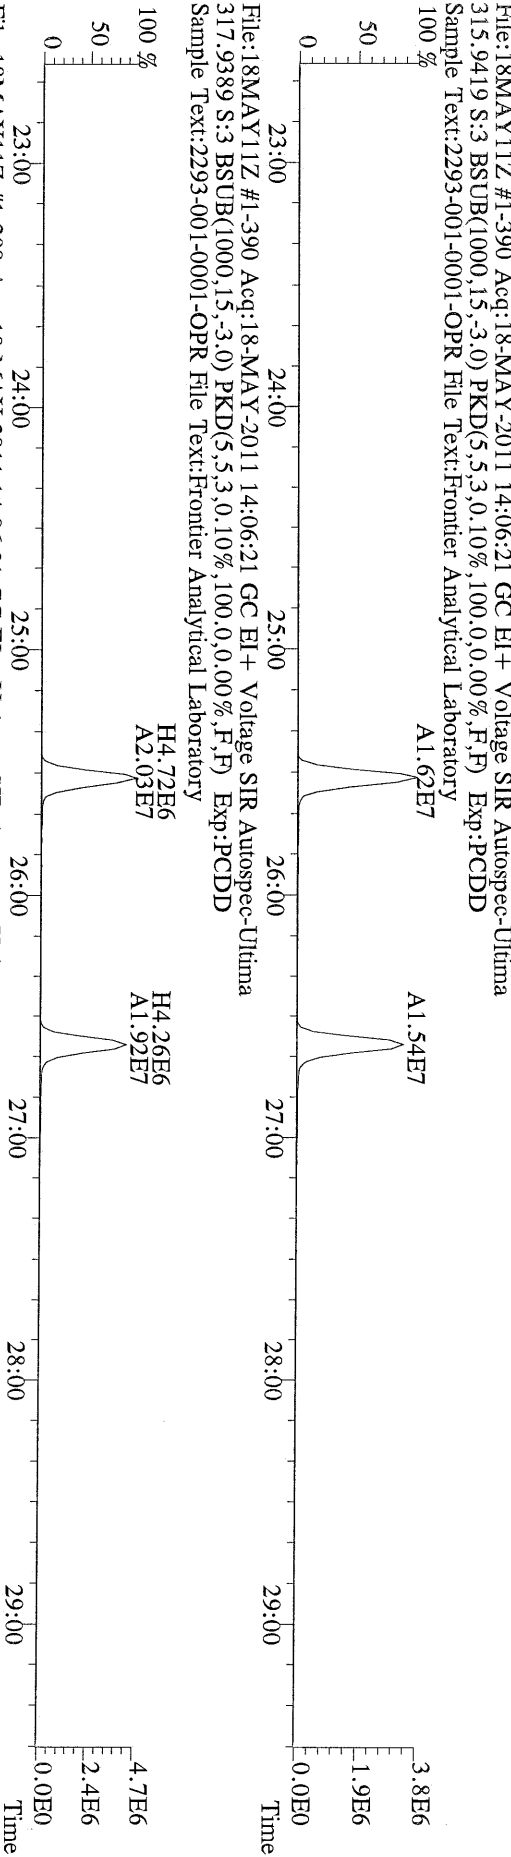 File:18MAY11Z #1-390 Acq:18-MAY-2011 14:06:21 GC EI+ Voltage SIR Autospec-Ultima
315.9419 S:3 BSUB(1000,15,-3.0) PKD(5,5,3,0.10%,100.0,0.00%,F,F) Exp:PCDD
Sample Text:2293-001-0001-OPR File Text:Frontier Analytical Laboratory
100 %
A1.62E7
3.8E6
A1.54E7
50
1.9E6
0
0.0E0
23:00 24:00 25:00 26:00 27:00 28:00 29:00 Time
File:18MAY11Z #1-390 Acq:18-MAY-2011 14:06:21 GC EI+ Voltage SIR Autospec-Ultima
317.9389 S:3 BSUB(1000,15,-3.0) PKD(5,5,3,0.10%,100.0,0.00%,F,F) Exp:PCDD
Sample Text:2293-001-0001-OPR File Text:Frontier Analytical Laboratory
100 %
H4.72E6
A2.03E7
4.7E6
H4.26E6
A1.92E7
50
2.4E6
0
0.0E0
23:00 24:00 25:00 26:00 27:00 28:00 29:00 Time